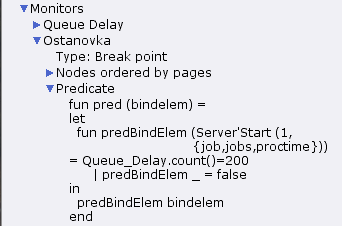 Monitors
Queue Delay
Ostanovka
Type: Break point
Nodes ordered by pages
Predicate
fun pred (bindelem) =
let
fun predBindElem (Server'Start (1,
{job,jobs,proctime}))
= Queue_Delay.count()=200
| predBindElem _ = false
in
predBindElem bindelem
end